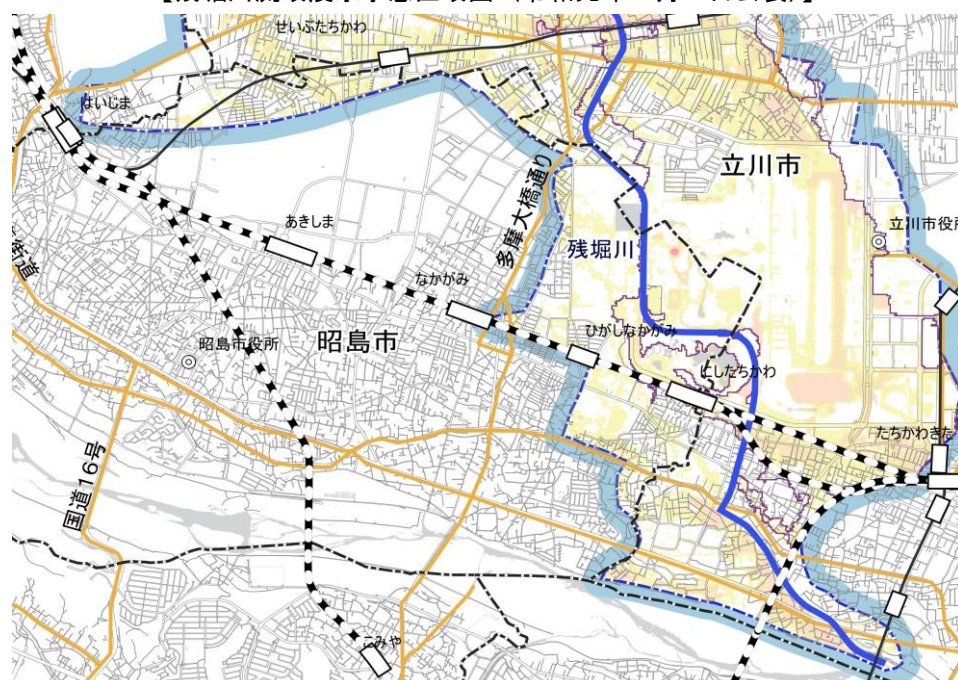 せいぶたちかわ
はいじま
立川市
多摩大橋通り
あきしま
立川市役所
残堀川
街道
なかがみ
ひがしなかがみ
昭島市役所
昭島市
にしたちかわ
たちかわきた
国道16号
こみや